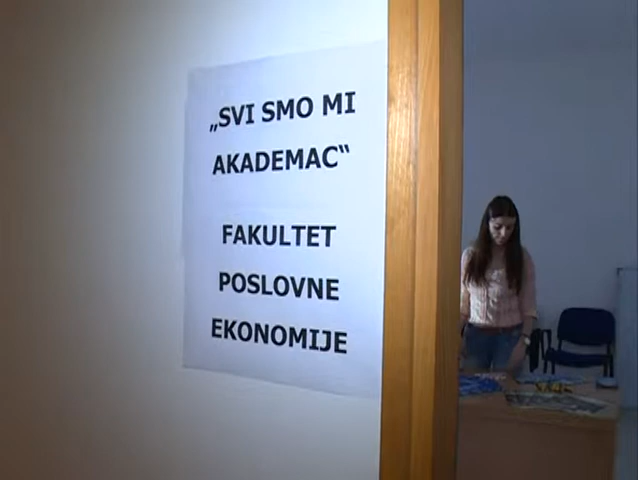 „SVI SMO MI
AKADEMAC“
FAKULTET
POSLOVNE
EKONOMIJE